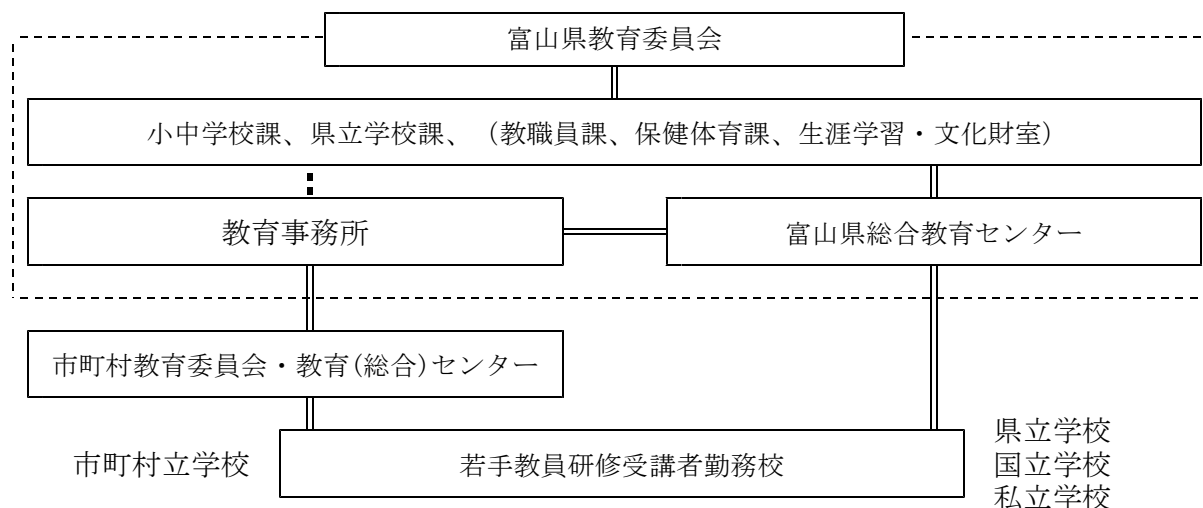 富山県教育委員会
小中学校課、県立学校課、（教職員課、保健体育課、生涯学習・文化財室）
教育事務所
富山県総合教育センター
市町村教育委員会・教育(総合)センター
市町村立学校
若手教員研修受講者勤務校
県立学校
国立学校
私立学校